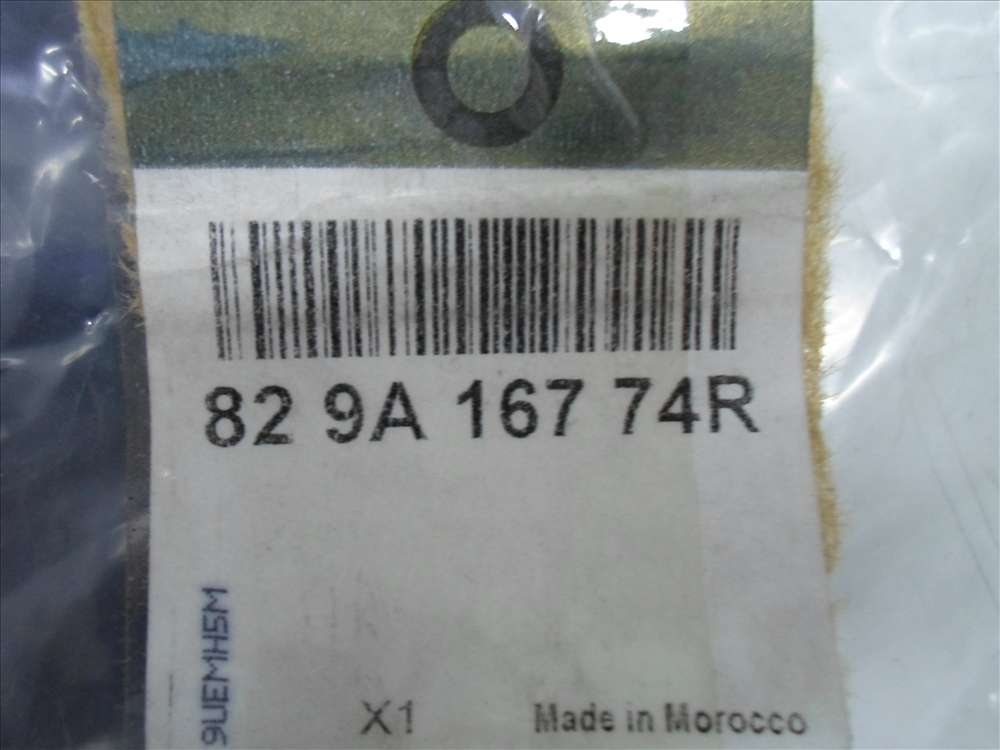 82 9A 167 74R
9UEMH5M
X1
Made in Morocco